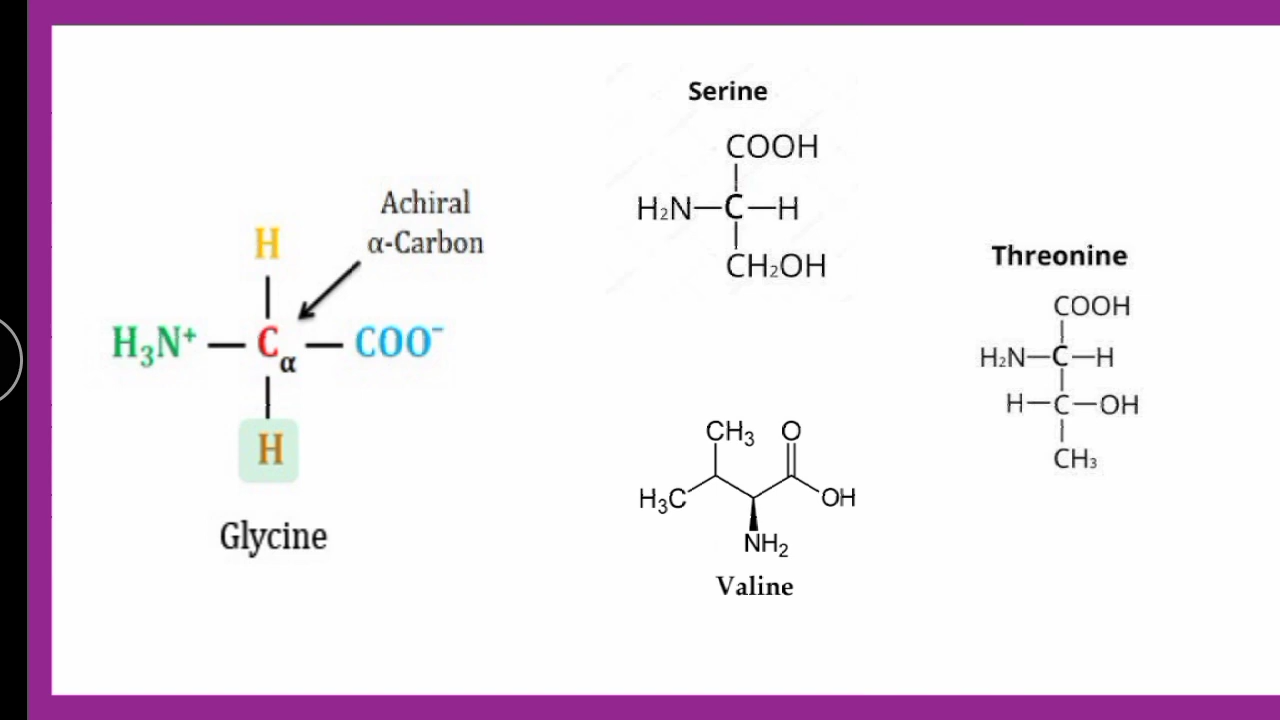 Achiral
α-Carbon
H
H₃N⁺ — Cα — COO⁻
H
Glycine
Serine
COOH
H₂N—C—H
CH₂OH
Threonine
COOH
H₂N—C—H
H—C—OH
CH₃
CH₃ O
H₃C OH
NH₂
Valine